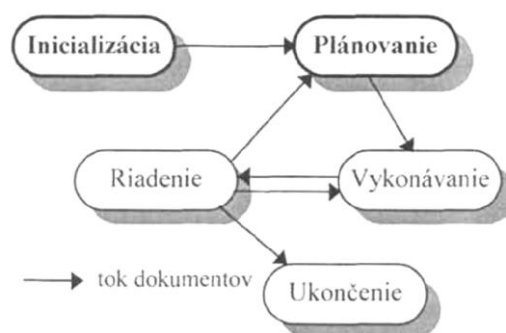 Inicializácia
Plánovanie
Riadenie
Vykonávanie
tok dokumentov
Ukončenie